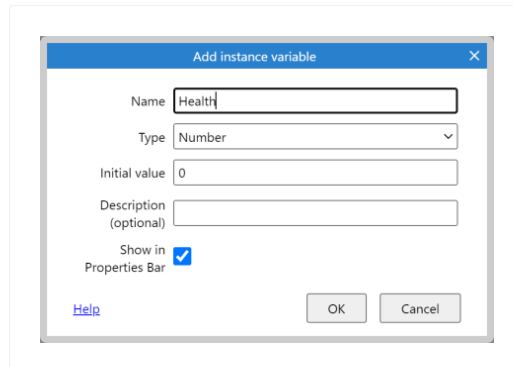 Add instance variable
Name Health
Type Number
Initial value 0
Description
(optional)
Show in
Properties Bar
Help OK Cancel